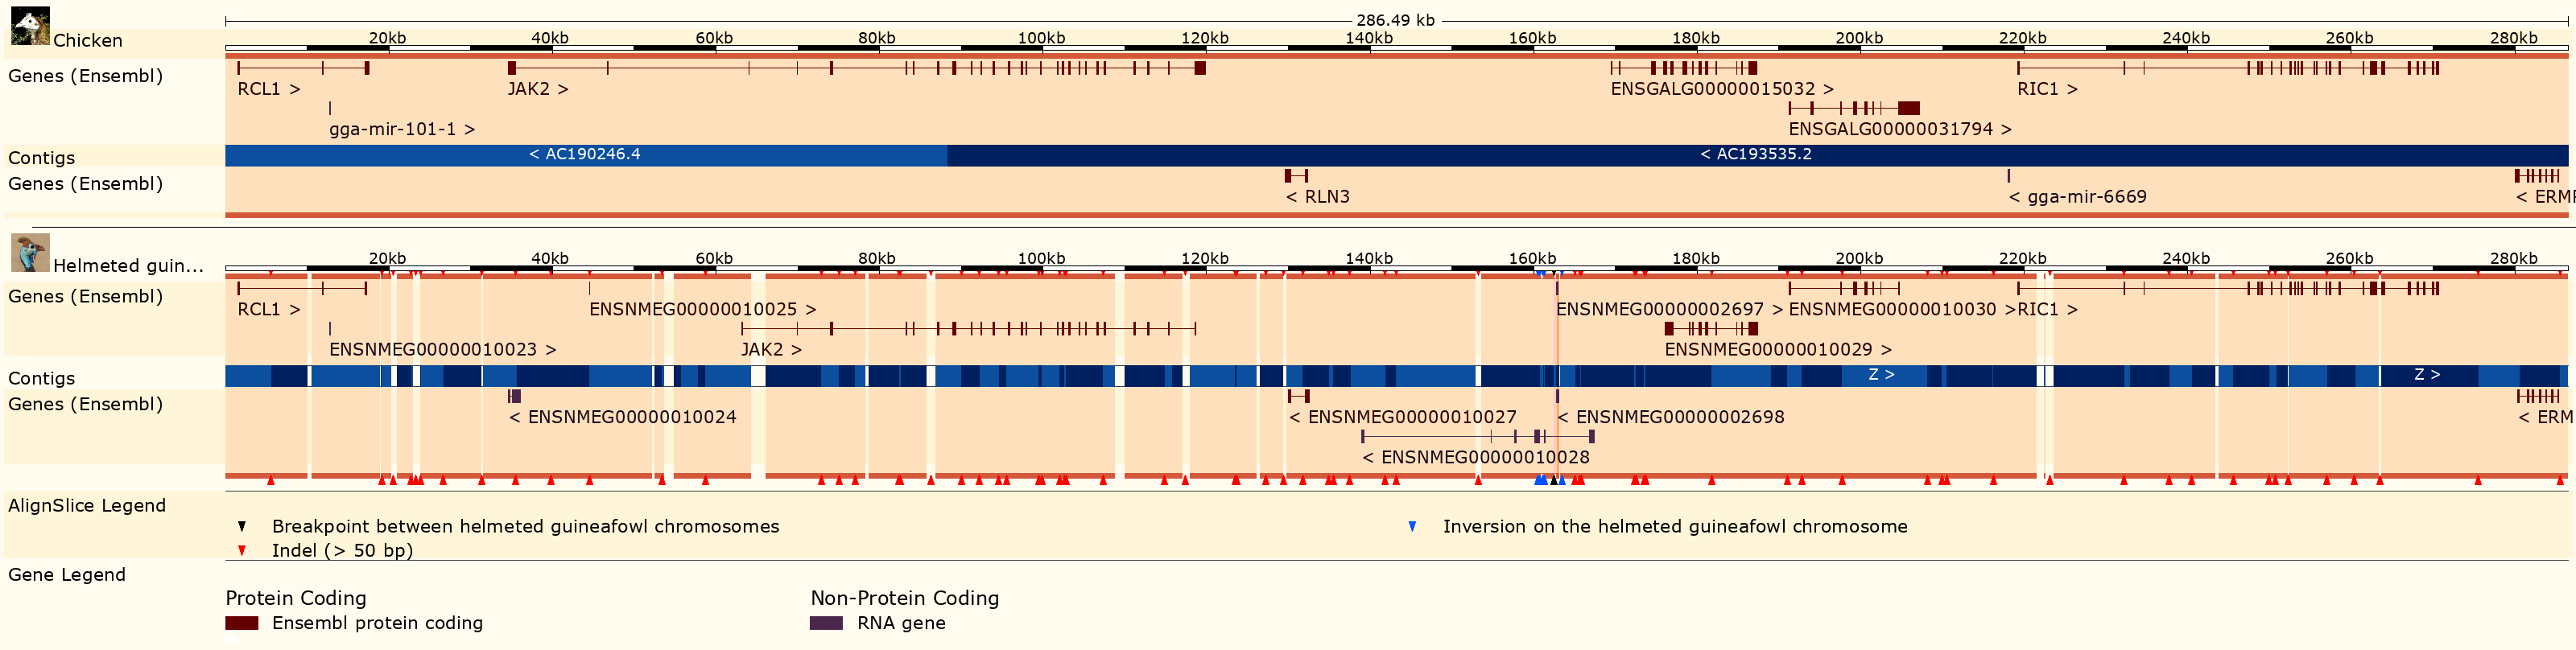 286.49 kb
Chicken
20kb 40kb 60kb 80kb 100kb 120kb 140kb 160kb 180kb 200kb 220kb 240kb 260kb 280kb
Genes (Ensembl)
RCL1 > JAK2 > ENSGALG00000015032 > RIC1 >
gga-mir-101-1 > ENSGALG00000031794 >
Contigs < AC190246.4 < AC193535.2
Genes (Ensembl)
< RLN3 < gga-mir-6669 < ERMP
Helmeted guin...
20kb 40kb 60kb 80kb 100kb 120kb 140kb 160kb 180kb 200kb 220kb 240kb 260kb 280kb
Genes (Ensembl)
RCL1 > ENSNMEG00000010025 > ENSNMEG00000002697 > ENSNMEG00000010030 > RIC1 >
ENSNMEG00000010023 > JAK2 > ENSNMEG00000010029 >
Contigs Z > Z >
Genes (Ensembl)
< ENSNMEG00000010024 < ENSNMEG00000010027 < ENSNMEG00000002698 < ERM
< ENSNMEG00000010028
AlignSlice Legend
Breakpoint between helmeted guineafowl chromosomes Inversion on the helmeted guineafowl chromosome
Indel (> 50 bp)
Gene Legend
Protein Coding Non-Protein Coding
Ensembl protein coding RNA gene